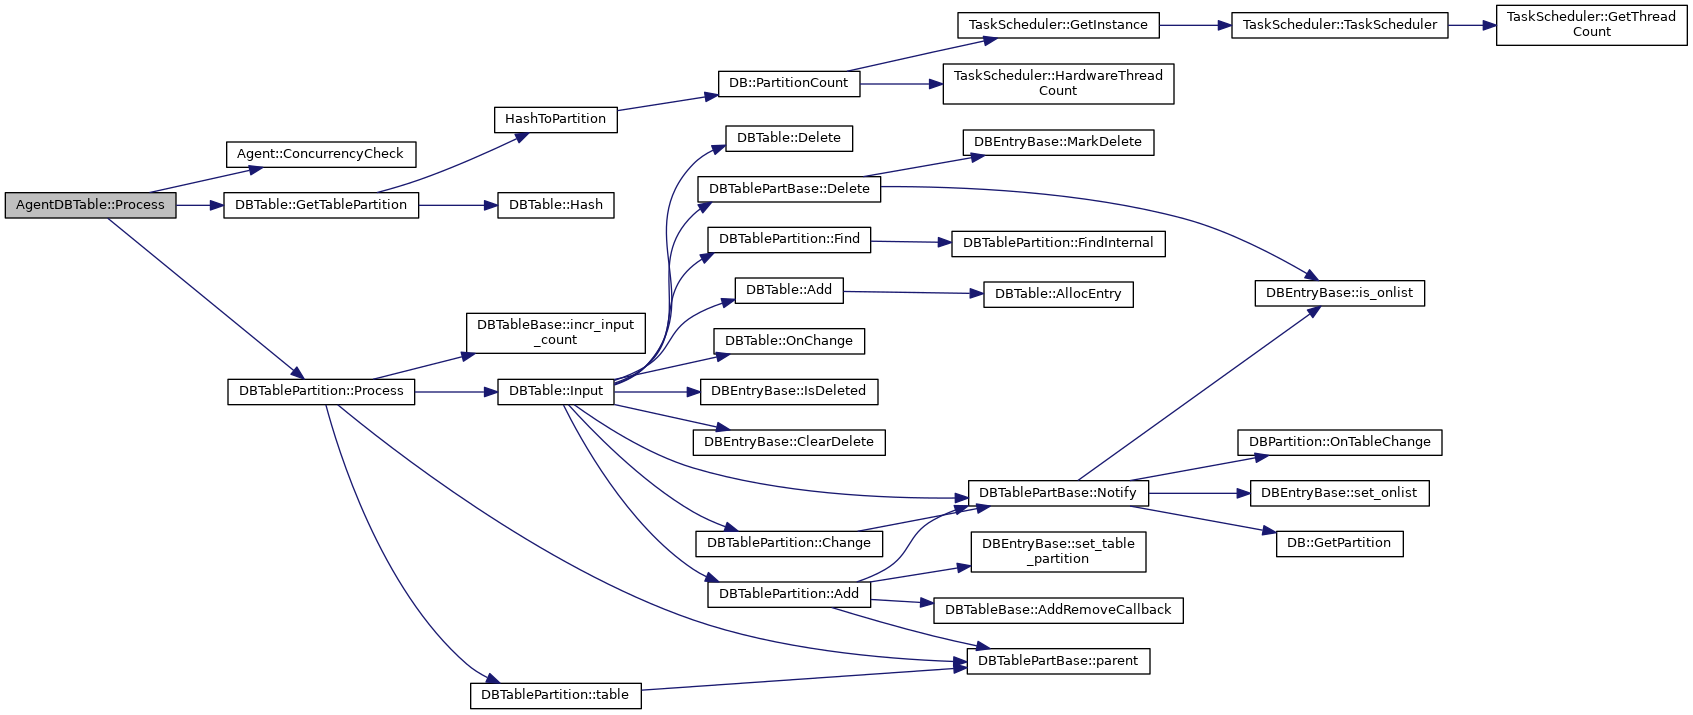 TaskScheduler::GetInstance
TaskScheduler::TaskScheduler
TaskScheduler::GetThread
Count
DB::PartitionCount
TaskScheduler::HardwareThread
Count
HashToPartition
DBTable::Delete
DBEntryBase::MarkDelete
Agent::ConcurrencyCheck
DBTablePartBase::Delete
AgentDBTable::Process
DBTable::GetTablePartition
DBTable::Hash
DBTablePartition::Find
DBTablePartition::FindInternal
DBTable::Add
DBTable::AllocEntry
DBEntryBase::is_onlist
DBTableBase::incr_input
_count
DBTable::OnChange
DBTablePartition::Process
DBTable::Input
DBEntryBase::IsDeleted
DBEntryBase::ClearDelete
DBPartition::OnTableChange
DBTablePartBase::Notify
DBEntryBase::set_onlist
DBTablePartition::Change
DB::GetPartition
DBEntryBase::set_table
_partition
DBTablePartition::Add
DBTableBase::AddRemoveCallback
DBTablePartBase::parent
DBTablePartition::table